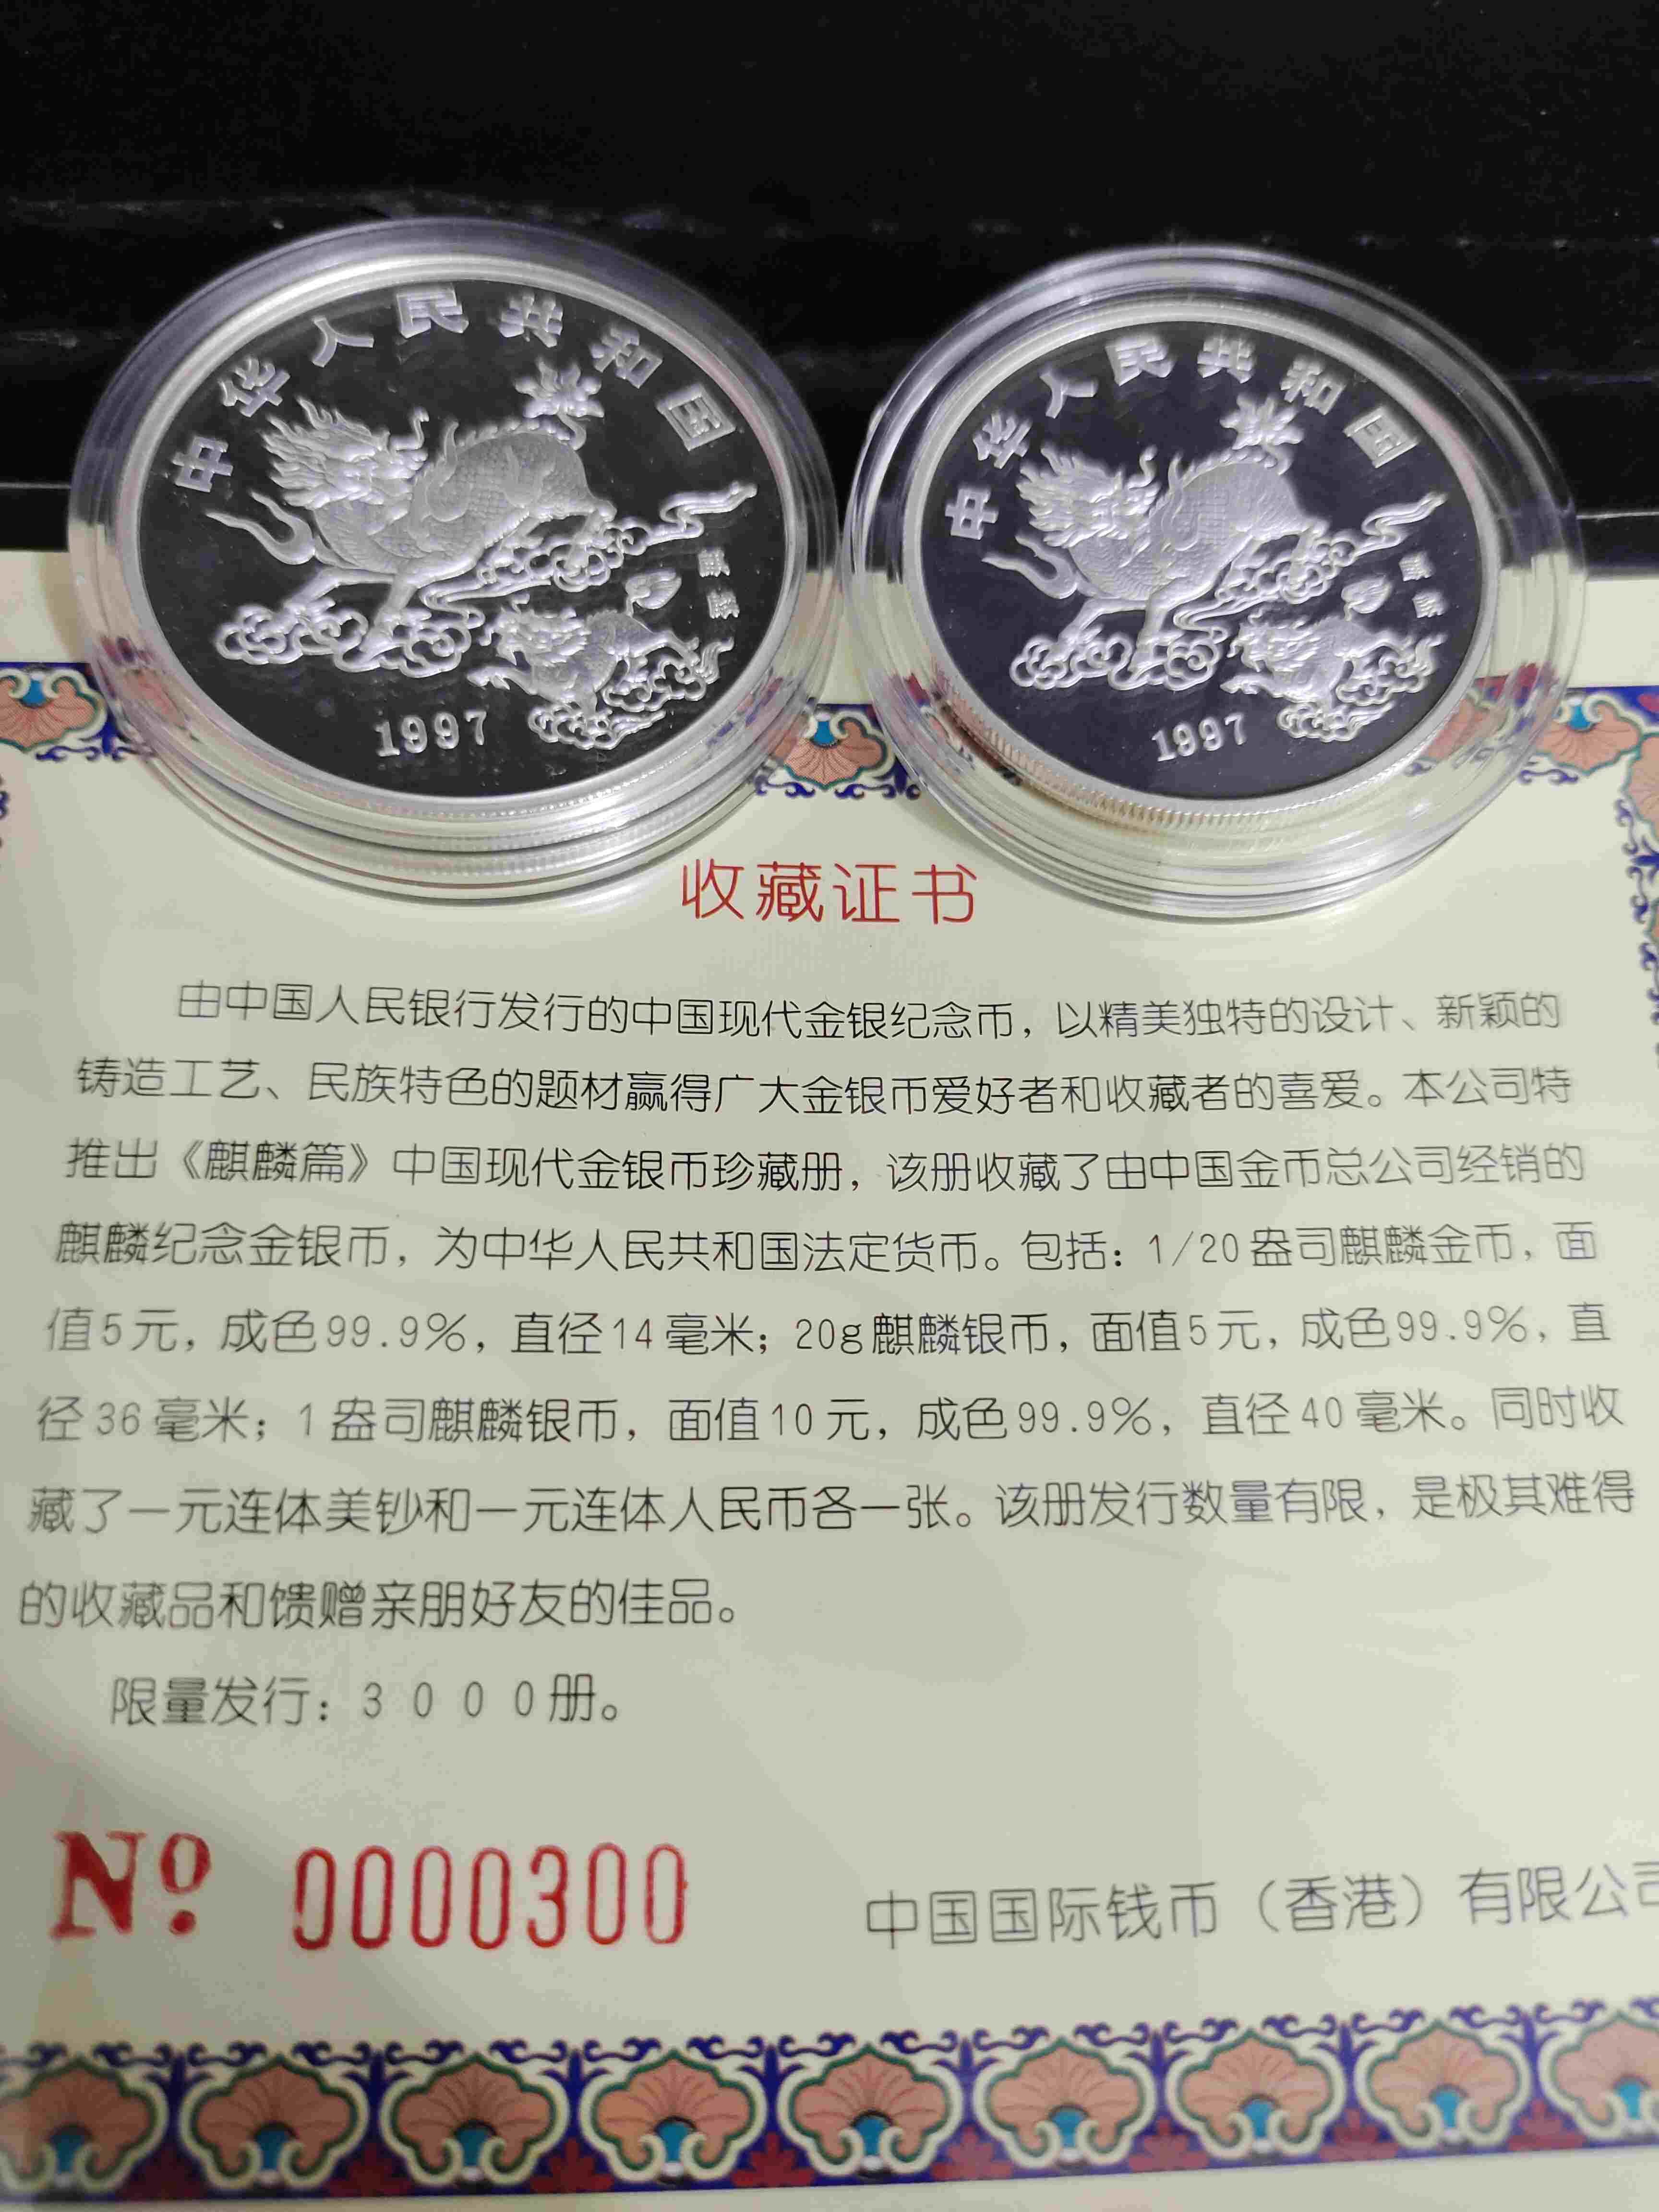 中华人民共和国
麒麟
1997
中华人民共和国
麒麟
1997
收藏证书
由中国人民银行发行的中国现代金银纪念币，以精美独特的设计、新颖的
铸造工艺、民族特色的题材赢得广大金银币爱好者和收藏者的喜爱。本公司特
推出《麒麟篇》中国现代金银币珍藏册，该册收藏了由中国金币总公司经销的
麒麟纪念金银币，为中华人民共和国法定货币。包括：1/20盎司麒麟金币，面
值5元，成色99.9%，直径14毫米；20g麒麟银币，面值5元，成色99.9%，直
径36毫米；1盎司麒麟银币，面值10元，成色99.9%，直径40毫米。同时收
藏了一元连体美钞和一元连体人民币各一张。该册发行数量有限，是极其难得
的收藏品和馈赠亲朋好友的佳品。
限量发行：3000册。
№ 0000300
中国国际钱币（香港）有限公司